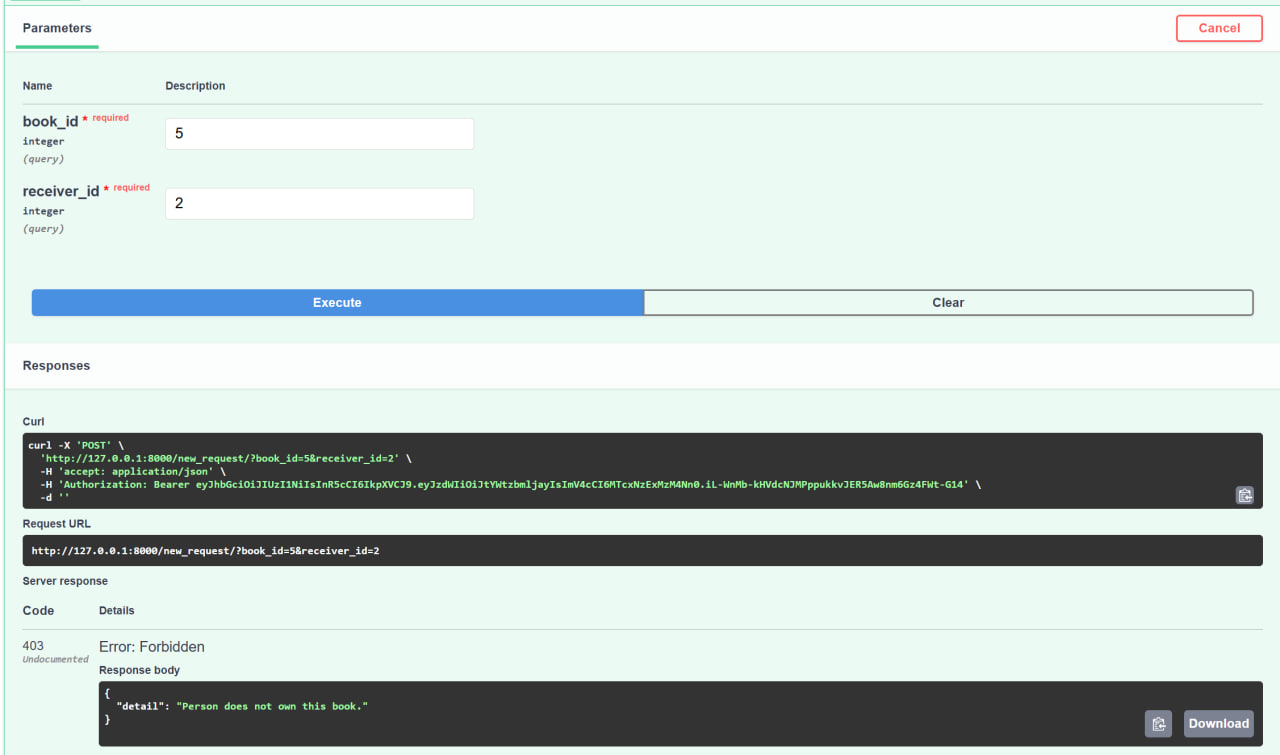 Parameters
Cancel
Name Description
book_id * required
integer
(query)
5
receiver_id * required
integer
(query)
2
Execute Clear
Responses
Curl
curl -X 'POST' \
'http://127.0.0.1:8000/new_request/?book_id=5&receiver_id=2' \
-H 'accept: application/json' \
-H 'Authorization: Bearer eyJhbGciOiJIUzI1NiIsInR5cCI6IkpXVCJ9.eyJzdWIiOiJtYWtzbmljayIsImV4cCI6MTcxNzExMzM4Nn0.iL-WnMb-kHVdcNJMPppukkvJER5Aw8nm6Gz4FWt-G14' \
-d ''
Request URL
http://127.0.0.1:8000/new_request/?book_id=5&receiver_id=2
Server response
Code Details
403
Undocumented
Error: Forbidden
Response body
{
"detail": "Person does not own this book."
}
Download